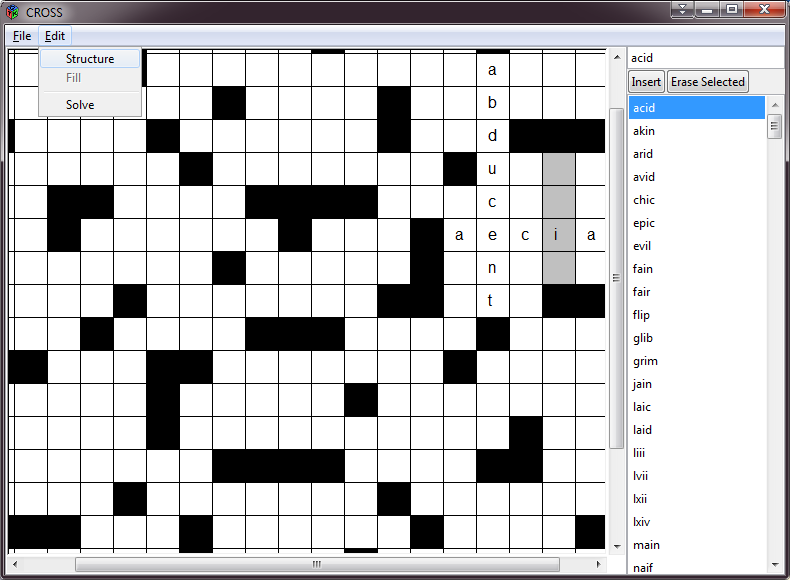 CROSS
File Edit
Structure
Fill
Solve
a
b
d
u
c
a e c i a
n
t
acid
Insert Erase Selected
acid
akin
arid
avid
chic
epic
evil
fain
fair
flip
glib
grim
jain
laic
laid
liii
lvii
lxii
lxiv
main
naif